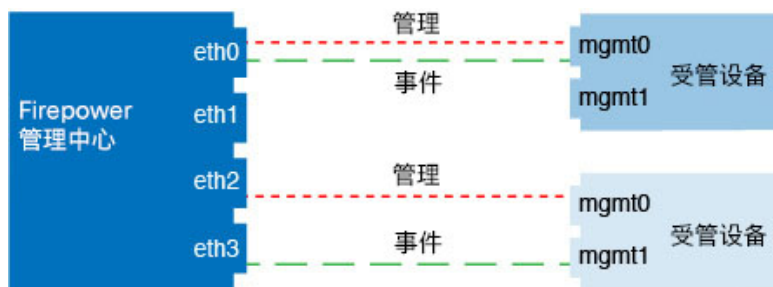 管理
eth0
mgmt0
受管设备
事件
mgmt1
Firepower
管理中心
eth1
eth2
管理
mgmt0
受管设备
eth3
事件
mgmt1